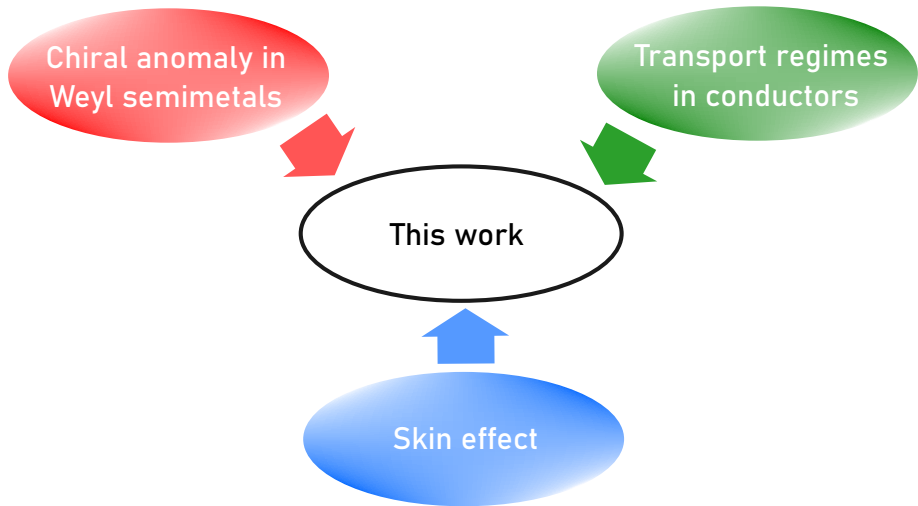 Chiral anomaly in
Weyl semimetals
Transport regimes
in conductors
This work
Skin effect